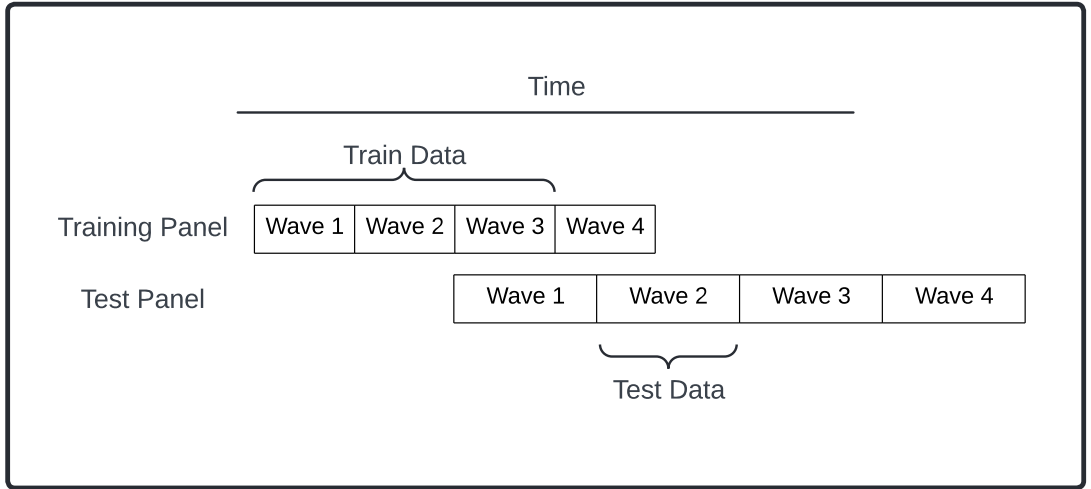 Time
Train Data
Training Panel Wave 1 Wave 2 Wave 3 Wave 4
Test Panel Wave 1 Wave 2 Wave 3 Wave 4
Test Data